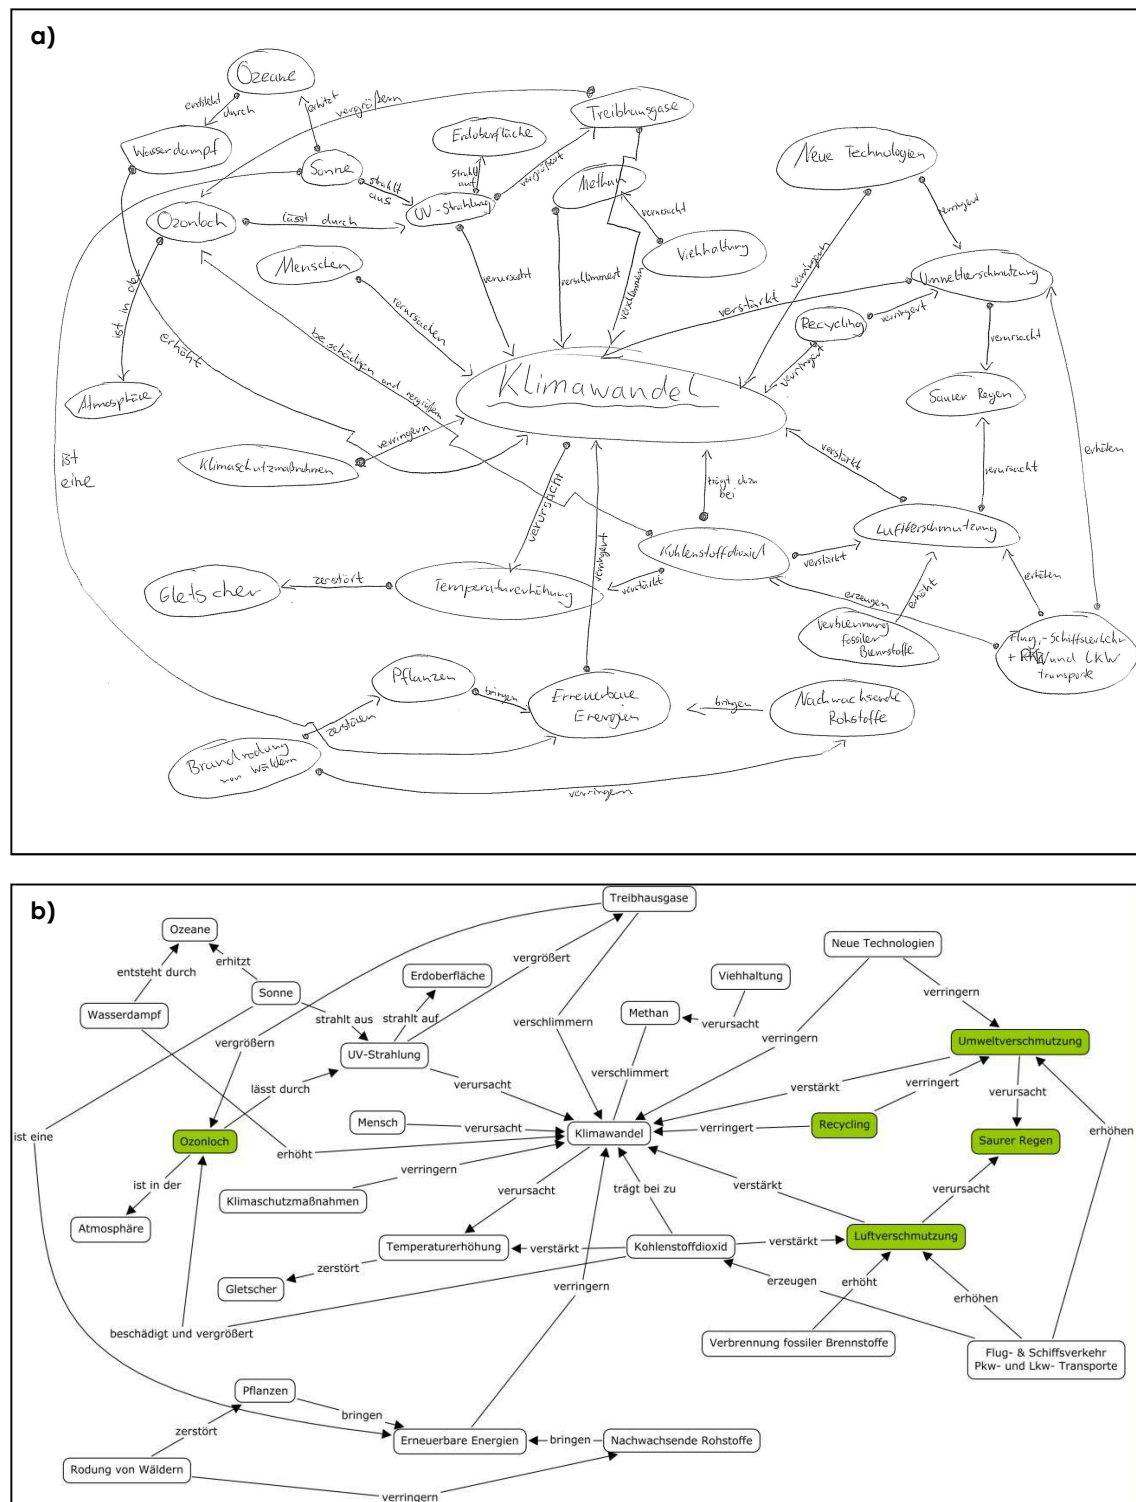 a)
Ozeane
entsteht
durch
erhitzt
vergrößern
Treibhausgase
Wasserdampf
Sonne
strahlt
aus
Erdoberfläche
strahlt
auf
vergrößert
UV-Strahlung
Methan
verursacht
Viehhaltung
Neue Technologien
verringert
verringern
Umweltverschmutzung
Ozonloch
lässt durch
Menschen
verursachen
verursacht
verschlimmert
verschlimmern
verstärkt
Recycling
verringert
verringert
verursacht
Saurer Regen
ist in der
Atmosphäre
erhöht
beschädigen und vergrößern
Klimawandel
Klimaschutzmaßnahmen
verringern
ist
eine
verursacht
verringert
trägt dazu
bei
verstärkt
verursacht
erhöhen
Luftverschmutzung
Kohlenstoffdioxid
verstärkt
verstärkt
Gletscher
zerstört
Temperaturerhöhung
erzeugen
erhöht
erhöhen
Verbrennung
fossiler
Brennstoffe
Flug,-Schiffsverkehr
+ PKW und LKW
transporte
Pflanzen
bringen
Erneuerbare
Energien
bringen
Nachwachsende
Rohstoffe
zerstören
Brandrodung
von Wäldern
verringern
b)
Treibhausgase
Ozeane
Neue Technologien
erhitzt
vergrößert
entsteht durch
Erdoberfläche
Viehhaltung
Sonne
verringern
Wasserdampf
Methan
verursacht
strahlt aus
strahlt auf
verschlimmern
vergrößern
verringern
Umweltverschmutzung
UV-Strahlung
verschlimmert
lässt durch
verursacht
verstärkt
verringert
verursacht
Mensch
verursacht
Klimawandel
verringert
Recycling
erhöhen
ist eine
Ozonloch
erhöht
Saurer Regen
verringern
ist in der
Klimaschutzmaßnahmen
verursacht
trägt bei zu
verstärkt
verursacht
Atmosphäre
Temperaturerhöhung
verstärkt
Kohlenstoffdioxid
verstärkt
Luftverschmutzung
zerstört
Gletscher
verringern
erzeugen
erhöht
erhöhen
beschädigt und vergrößert
Verbrennung fossiler Brennstoffe
Flug- & Schiffsverkehr
Pkw- und Lkw- Transporte
Pflanzen
bringen
zerstört
Erneuerbare Energien
bringen
Nachwachsende Rohstoffe
Rodung von Wäldern
verringern